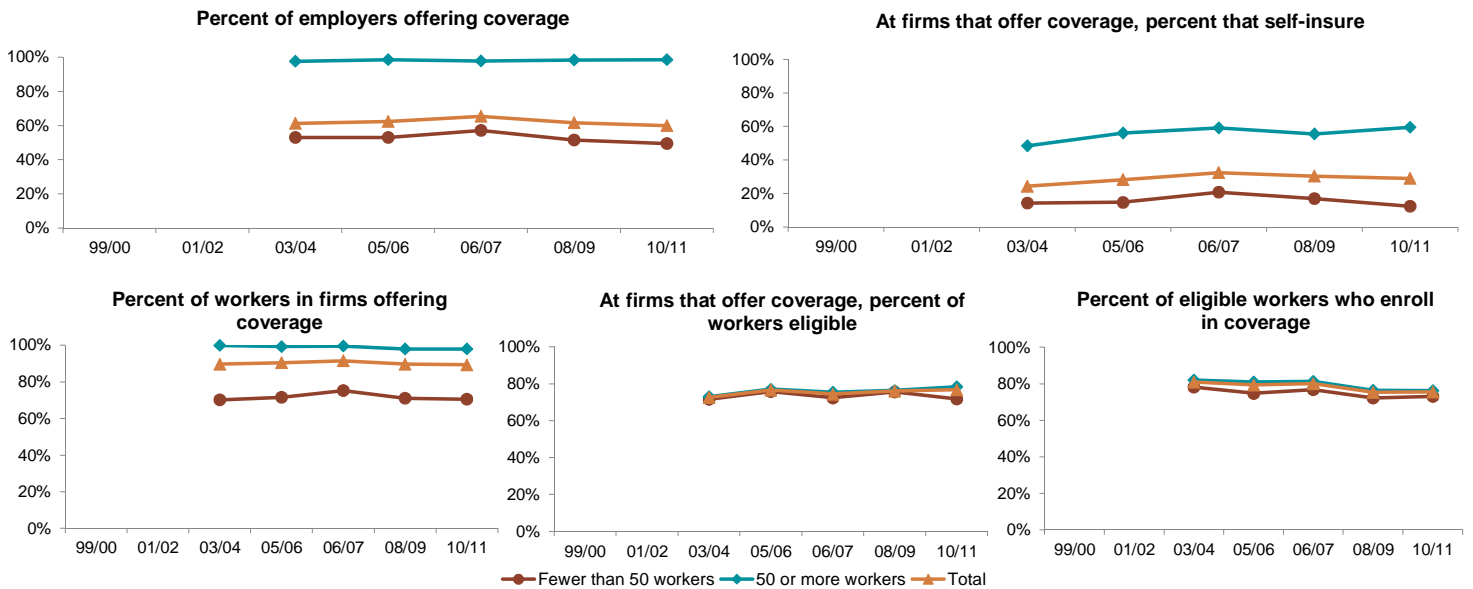 Percent of employers offering coverage
100%
80%
60%
40%
20%
0%
99/00 01/02 03/04 05/06 06/07 08/09 10/11
At firms that offer coverage, percent that self-insure
100%
80%
60%
40%
20%
0%
99/00 01/02 03/04 05/06 06/07 08/09 10/11
Percent of workers in firms offering
coverage
100%
80%
60%
40%
20%
0%
99/00 01/02 03/04 05/06 06/07 08/09 10/11
At firms that offer coverage, percent of
workers eligible
100%
80%
60%
40%
20%
0%
99/00 01/02 03/04 05/06 06/07 08/09 10/11
Percent of eligible workers who enroll
in coverage
100%
80%
60%
40%
20%
0%
99/00 01/02 03/04 05/06 06/07 08/09 10/11
Fewer than 50 workers 50 or more workers Total